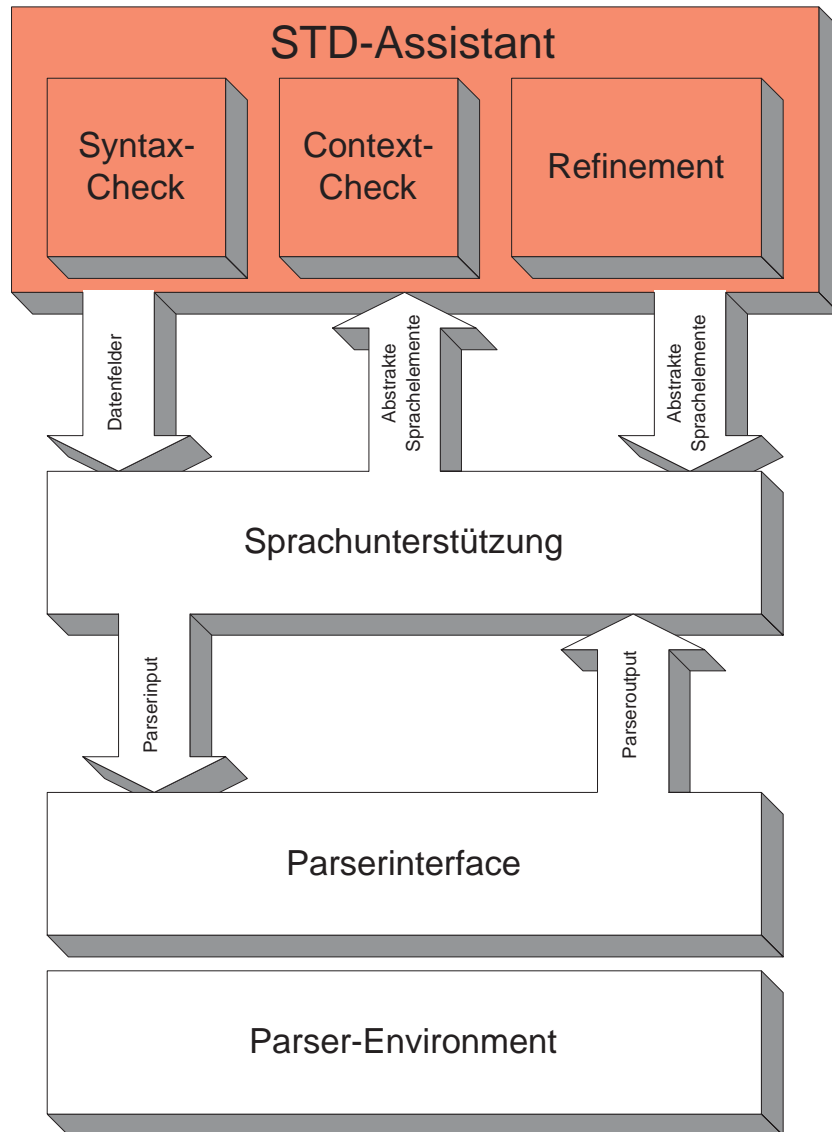 STD-Assistant
Syntax-
Check
Context-
Check
Refinement
Datenfelder
Abstrakte
Sprachelemente
Abstrakte
Sprachelemente
Sprachunterstützung
Parserinput
Parseroutput
Parserinterface
Parser-Environment